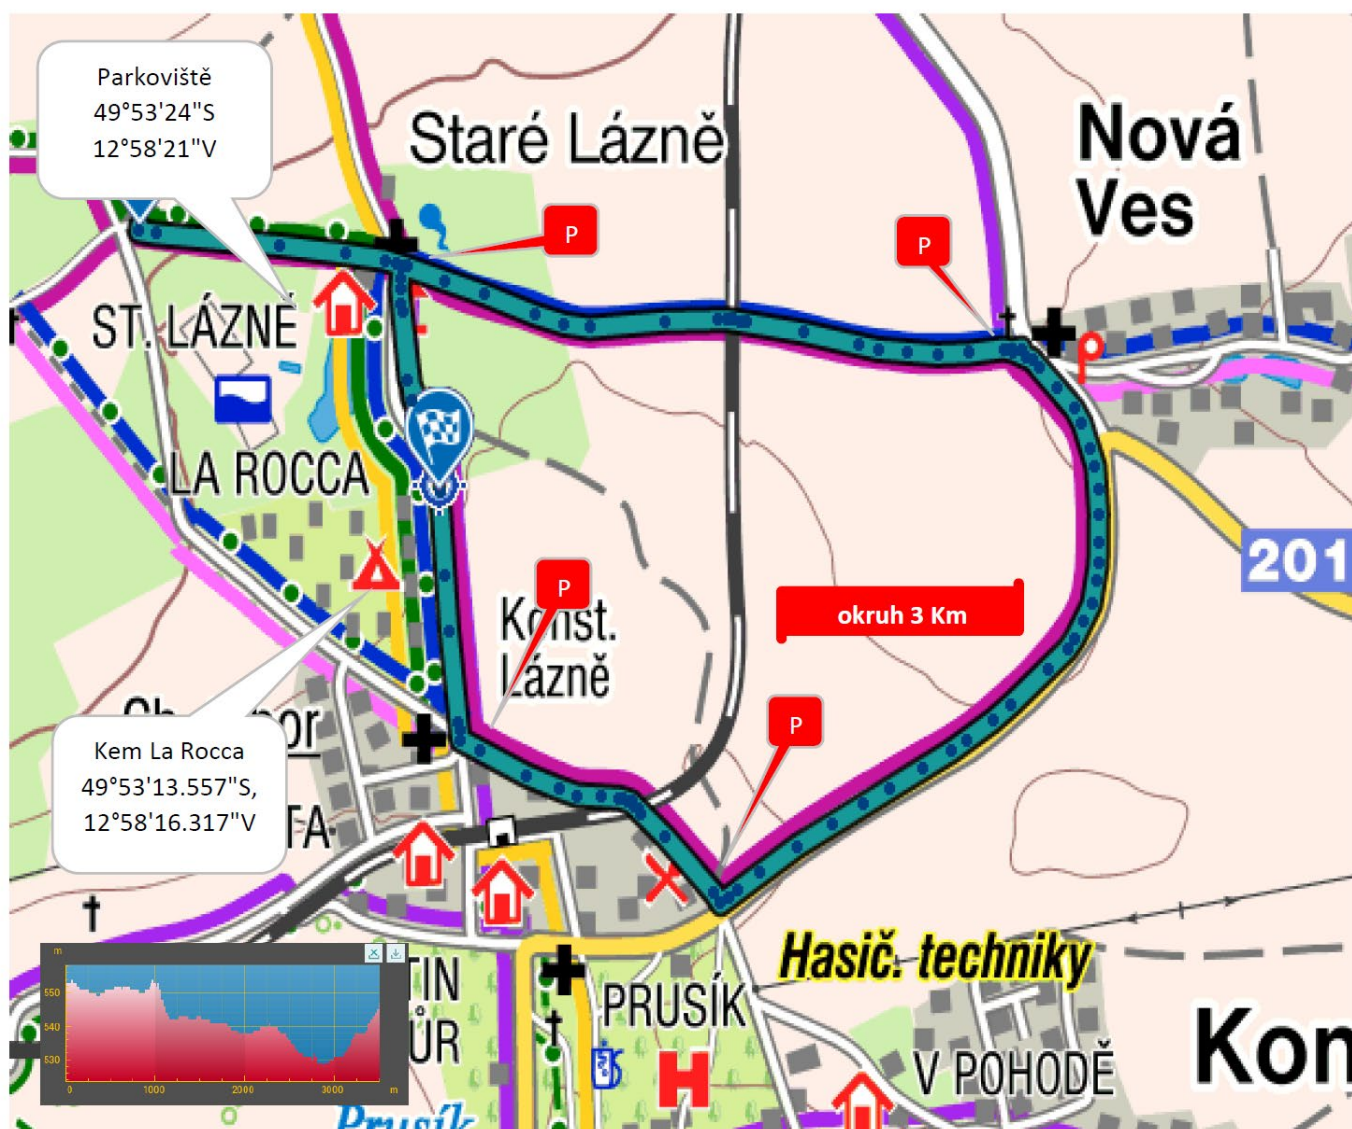 Parkoviště
49°53'24"S
12°58'21"V
Staré Lázně
Nová
Ves
P
P
ST. LÁZNĚ
LA ROCCA
201
P
okruh 3 Km
Konst.
Lázně
P
Kem La Rocca
49°53'13.557"S,
12°58'16.317"V
Hasič. techniky
PRUSÍK
V POHODĚ
Kon
Prusík
m
550
540
530
0
1000
2000
3000
m